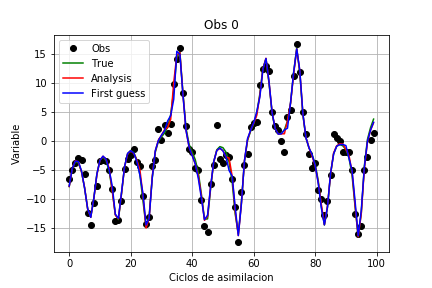 Obs 0
Obs
True
Analysis
First guess
Variable
15
10
5
0
−5
−10
−15
0
20
40
60
80
100
Ciclos de asimilacion